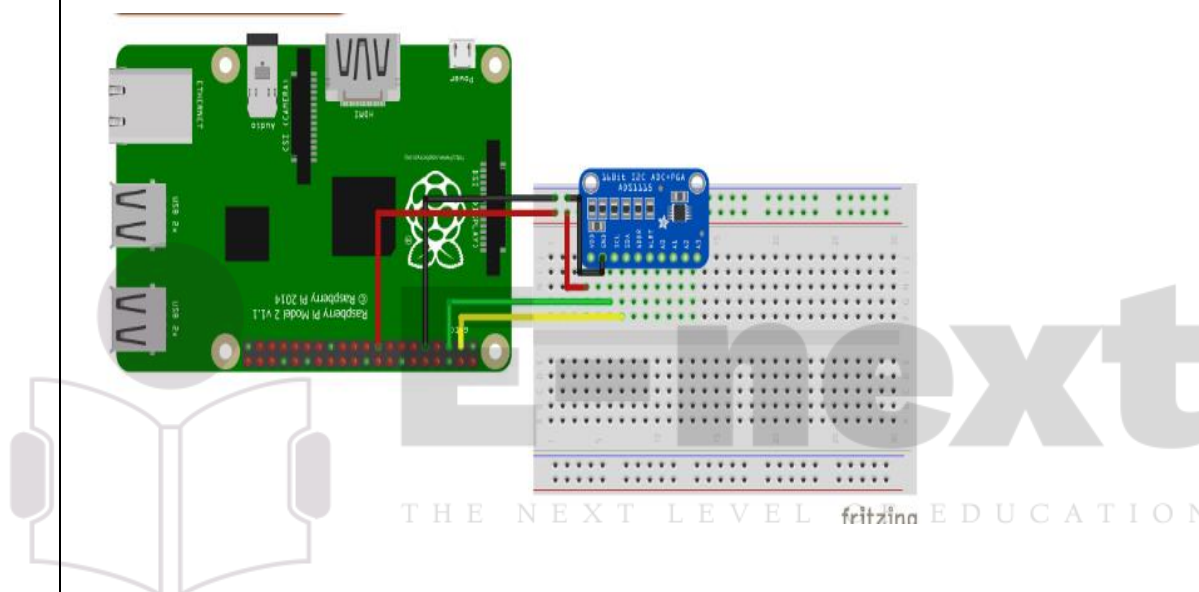 Power
HDMI
Audio
CSI (CAMERA)
ETHERNET
USB 2x
USB 2x
Raspberry Pi Model 2 v1.1
© Raspberry Pi 2014
16Bit I2C ADC+PGA
ADS1115
VDD
GND
SCL
SDA
ADDR
ALRT
A0
A1
A2
A3
E-next
THE NEXT LEVEL OF EDUCATION
fritzing